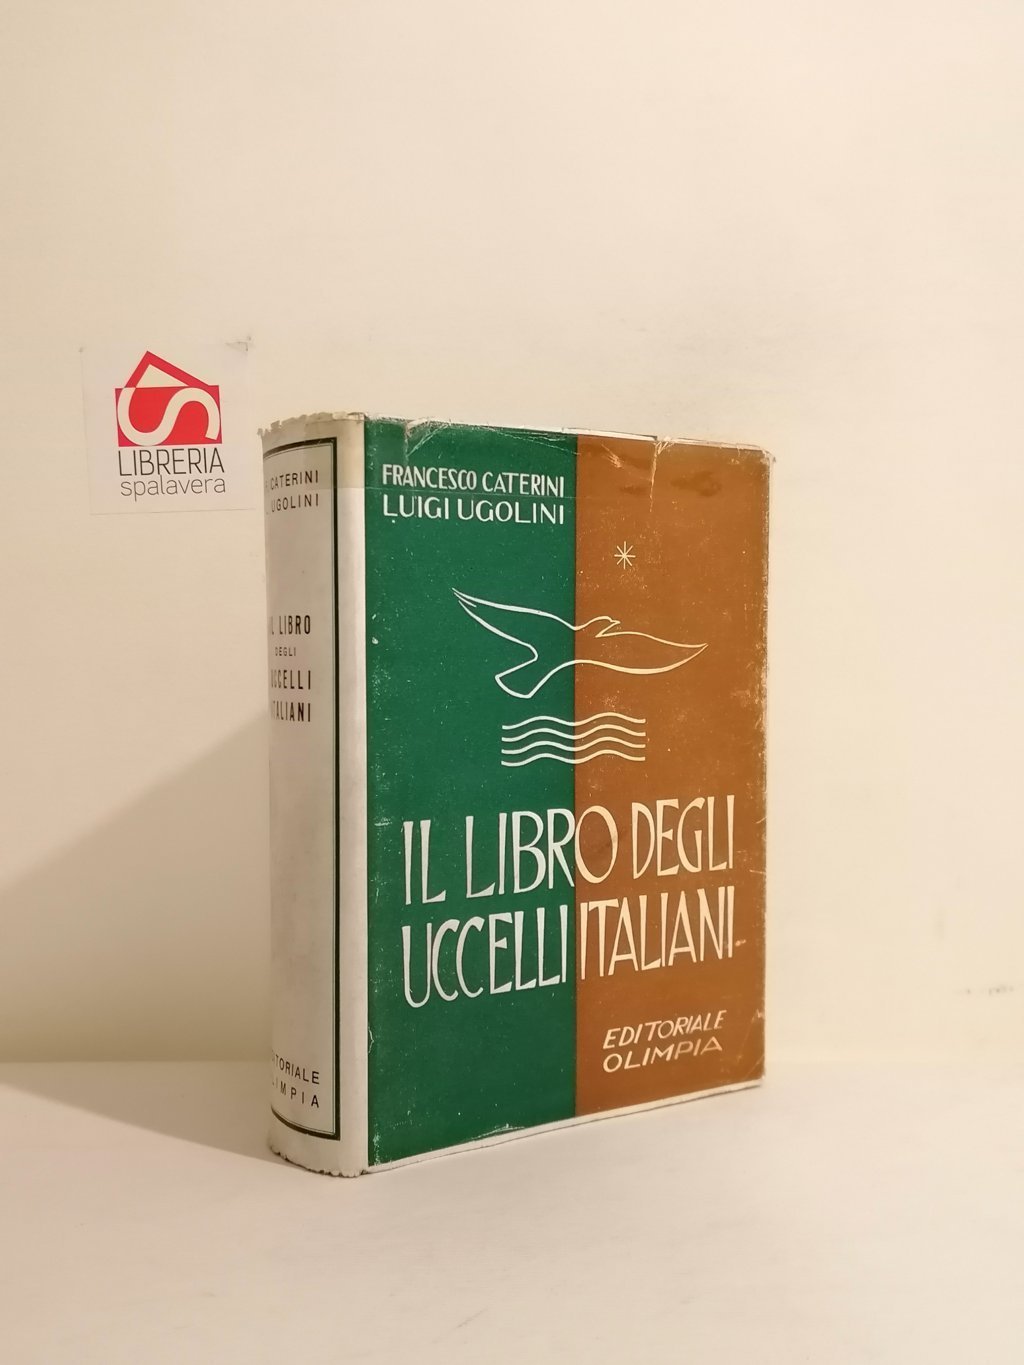 LIBRERIA
spalavera
CATERINI
UGOLINI
IL LIBRO
DEGLI
UCCELLI
ITALIANI
EDITORIALE
OLIMPIA
FRANCESCO CATERINI
LUIGI UGOLINI
IL LIBRO DEGLI
UCCELLI ITALIANI
EDITORIALE
OLIMPIA